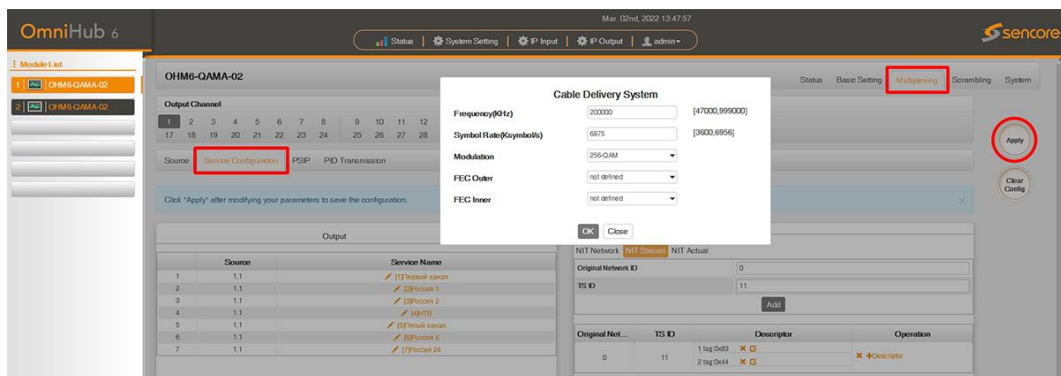 Mar. 02nd, 2022 13:47:57
OmniHub 6
Status | System Setting | IP Input | IP Output | admin
sencore
Module List
1 OHM6-QAMA-02
2 OHM6-QAMA-02
OHM6-QAMA-02
Status Basic Setting Multiplexing Scrambling System
Output Channel
1 2 3 4 5 6 7 8 9 10 11 12
17 18 19 20 21 22 23 24 25 26 27 28
Source Service Configuration PSIP PID Transmission
Click "Apply" after modifying your parameters to save the configuration.
Apply
Clear Config
Cable Delivery System
Frequency(KHz) 200000 [47000,999000]
Symbol Rate(Ksymbol/s) 6875 [3600,6956]
Modulation 256-QAM
FEC Outer not defined
FEC Inner not defined
OK Close
Output
Source Service Name
1 1.1 [1]Первый канал
2 1.1 [2]Россия 1
3 1.1 [3]Россия 2
4 1.1 [4]НТВ
5 1.1 [5]Пятый канал
6 1.1 [6]Россия К
7 1.1 [7]Россия 24
NIT Network NIT Stream NIT Actual
Original Network ID 0
TS ID 11
Add
Original Net... TS ID Descriptor Operation
0 11 1 tag:0x83 +Descriptor
2 tag:0x44